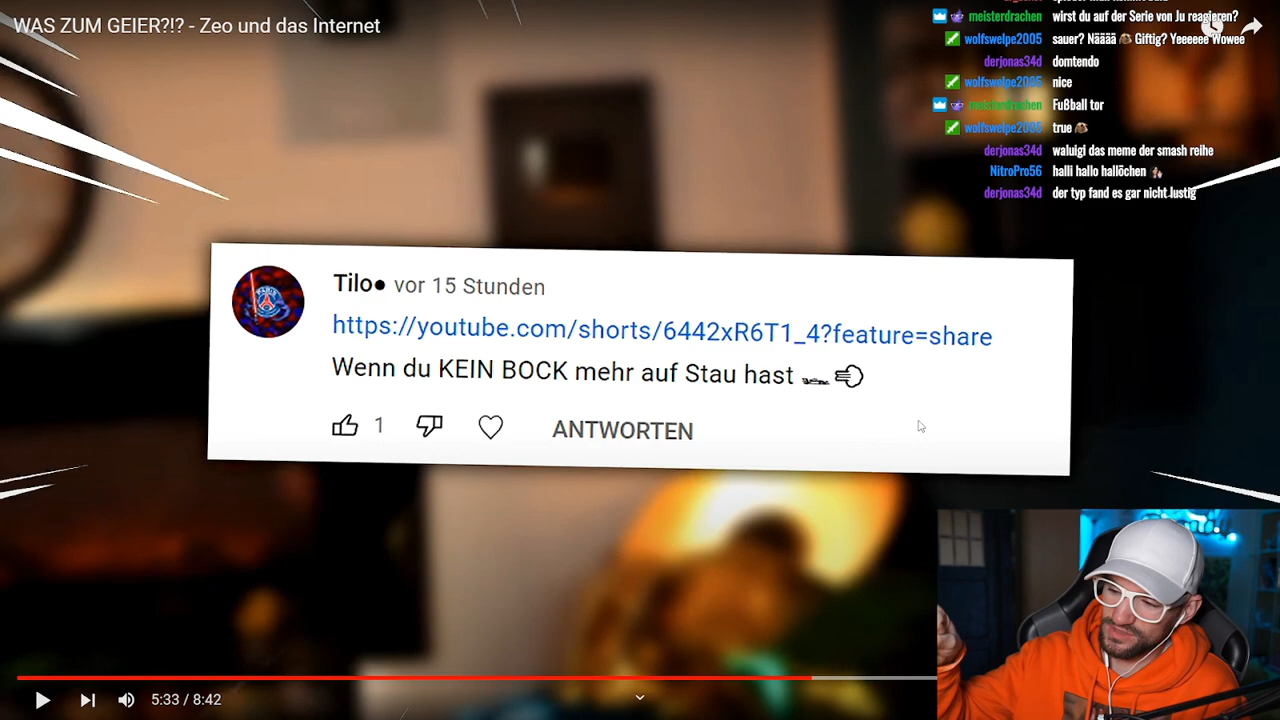 WAS ZUM GEIER?!? - Zeo und das Internet
meisterdrachen wirst du auf der Serie von Ju reagieren?
wolfswelpe2005 sauer? Nääää Giftig? Yeeeeee Wowee
derjonas34d domtendo
wolfswelpe2005 nice
meisterdrachen Fußball tor
wolfswelpe2005 true
derjonas34d waluigi das meme der smash reihe
NitroPro56 halli hallo hallöchen
derjonas34d der typ fand es gar nicht lustig
Tilo● vor 15 Stunden
https://youtube.com/shorts/6442xR6T1_4?feature=share
Wenn du KEIN BOCK mehr auf Stau hast
1
ANTWORTEN
5:33 / 8:42